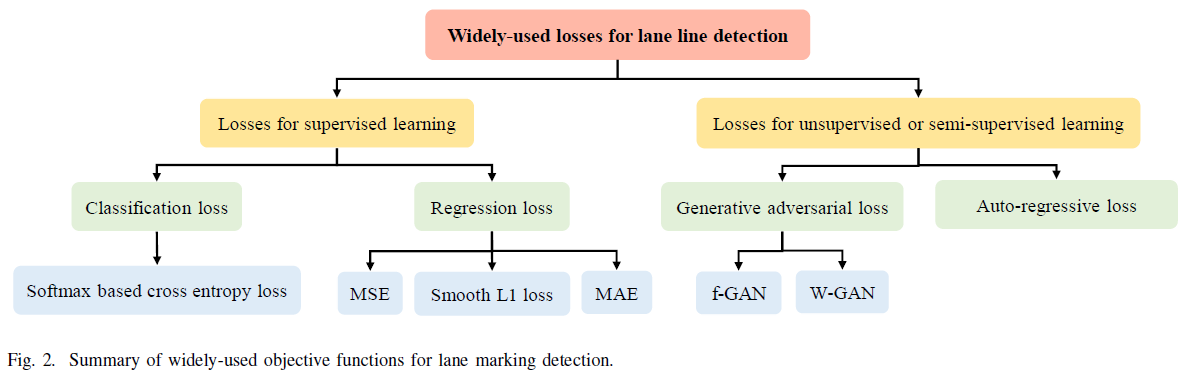 Widely-used losses for lane line detection
Losses for supervised learning
Losses for unsupervised or semi-supervised learning
Classification loss
Regression loss
Generative adversarial loss
Auto-regressive loss
Softmax based cross entropy loss
MSE
Smooth L1 loss
MAE
f-GAN
W-GAN
Fig. 2. Summary of widely-used objective functions for lane marking detection.